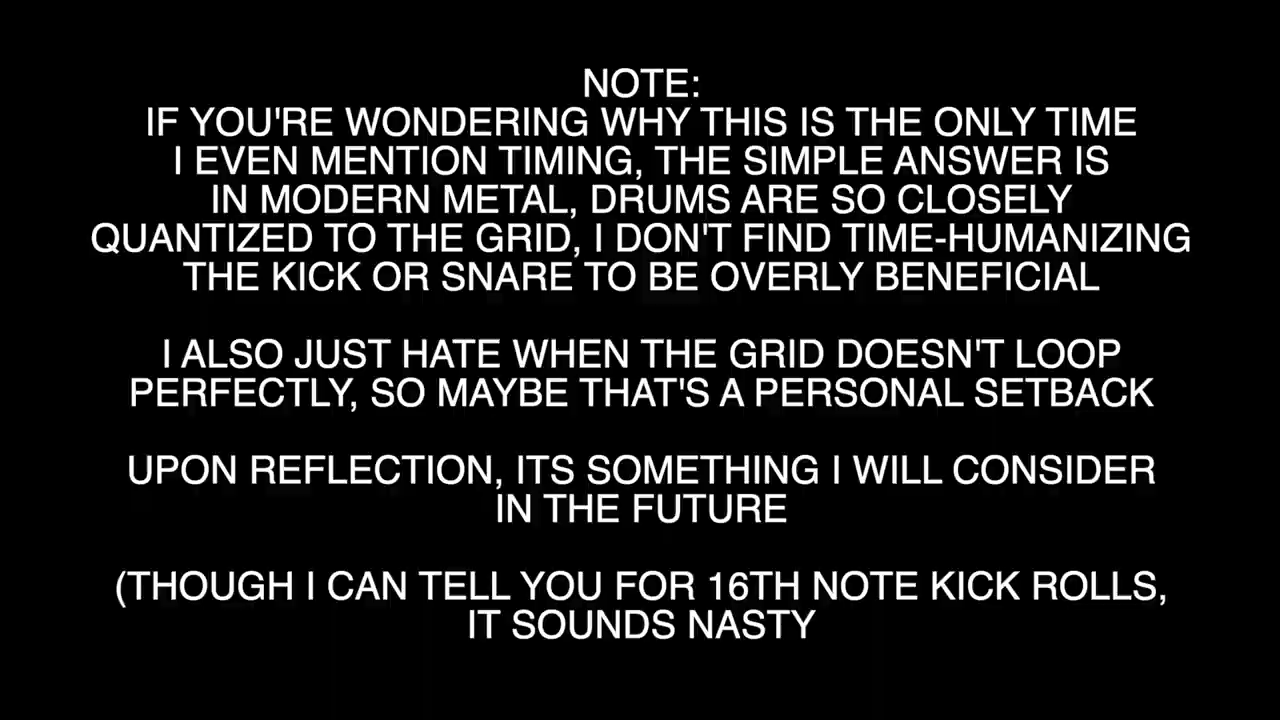 NOTE:
IF YOU'RE WONDERING WHY THIS IS THE ONLY TIME
I EVEN MENTION TIMING, THE SIMPLE ANSWER IS
IN MODERN METAL, DRUMS ARE SO CLOSELY
QUANTIZED TO THE GRID, I DON'T FIND TIME-HUMANIZING
THE KICK OR SNARE TO BE OVERLY BENEFICIAL
I ALSO JUST HATE WHEN THE GRID DOESN'T LOOP
PERFECTLY, SO MAYBE THAT'S A PERSONAL SETBACK
UPON REFLECTION, ITS SOMETHING I WILL CONSIDER
IN THE FUTURE
(THOUGH I CAN TELL YOU FOR 16TH NOTE KICK ROLLS,
IT SOUNDS NASTY